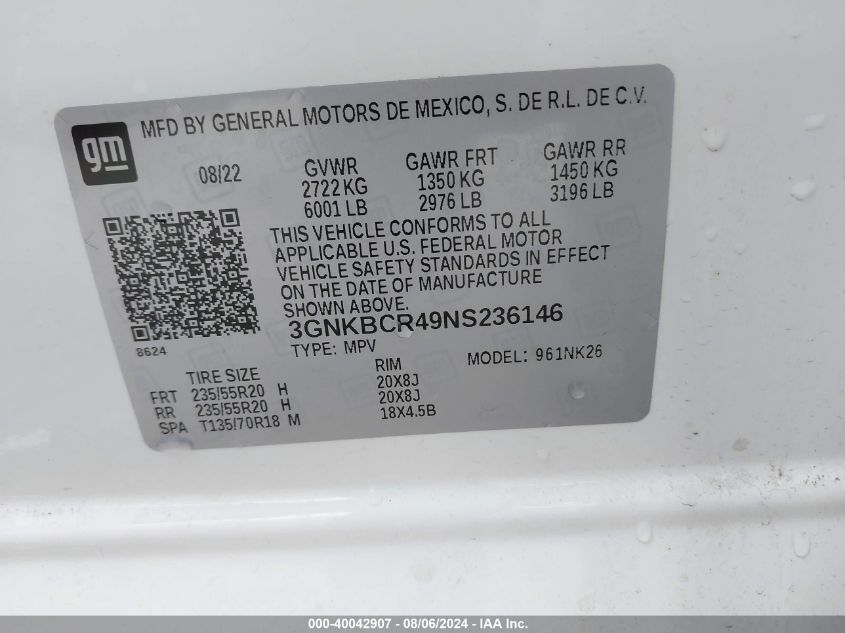 gm
MFD BY GENERAL MOTORS DE MEXICO, S. DE R.L. DE C.V.
08/22 GVWR GAWR FRT GAWR RR
2722 KG 1350 KG 1450 KG
6001 LB 2976 LB 3196 LB
THIS VEHICLE CONFORMS TO ALL
APPLICABLE U.S. FEDERAL MOTOR
VEHICLE SAFETY STANDARDS IN EFFECT
ON THE DATE OF MANUFACTURE
SHOWN ABOVE.
3GNKBCR49NS236146
8624
TYPE: MPV MODEL: 961NK26
TIRE SIZE RIM
FRT 235/55R20 H 20X8J
RR 235/55R20 H 20X8J
SPA T135/70R18 M 18X4.5B
000-40042907 - 08/06/2024 - IAA Inc.